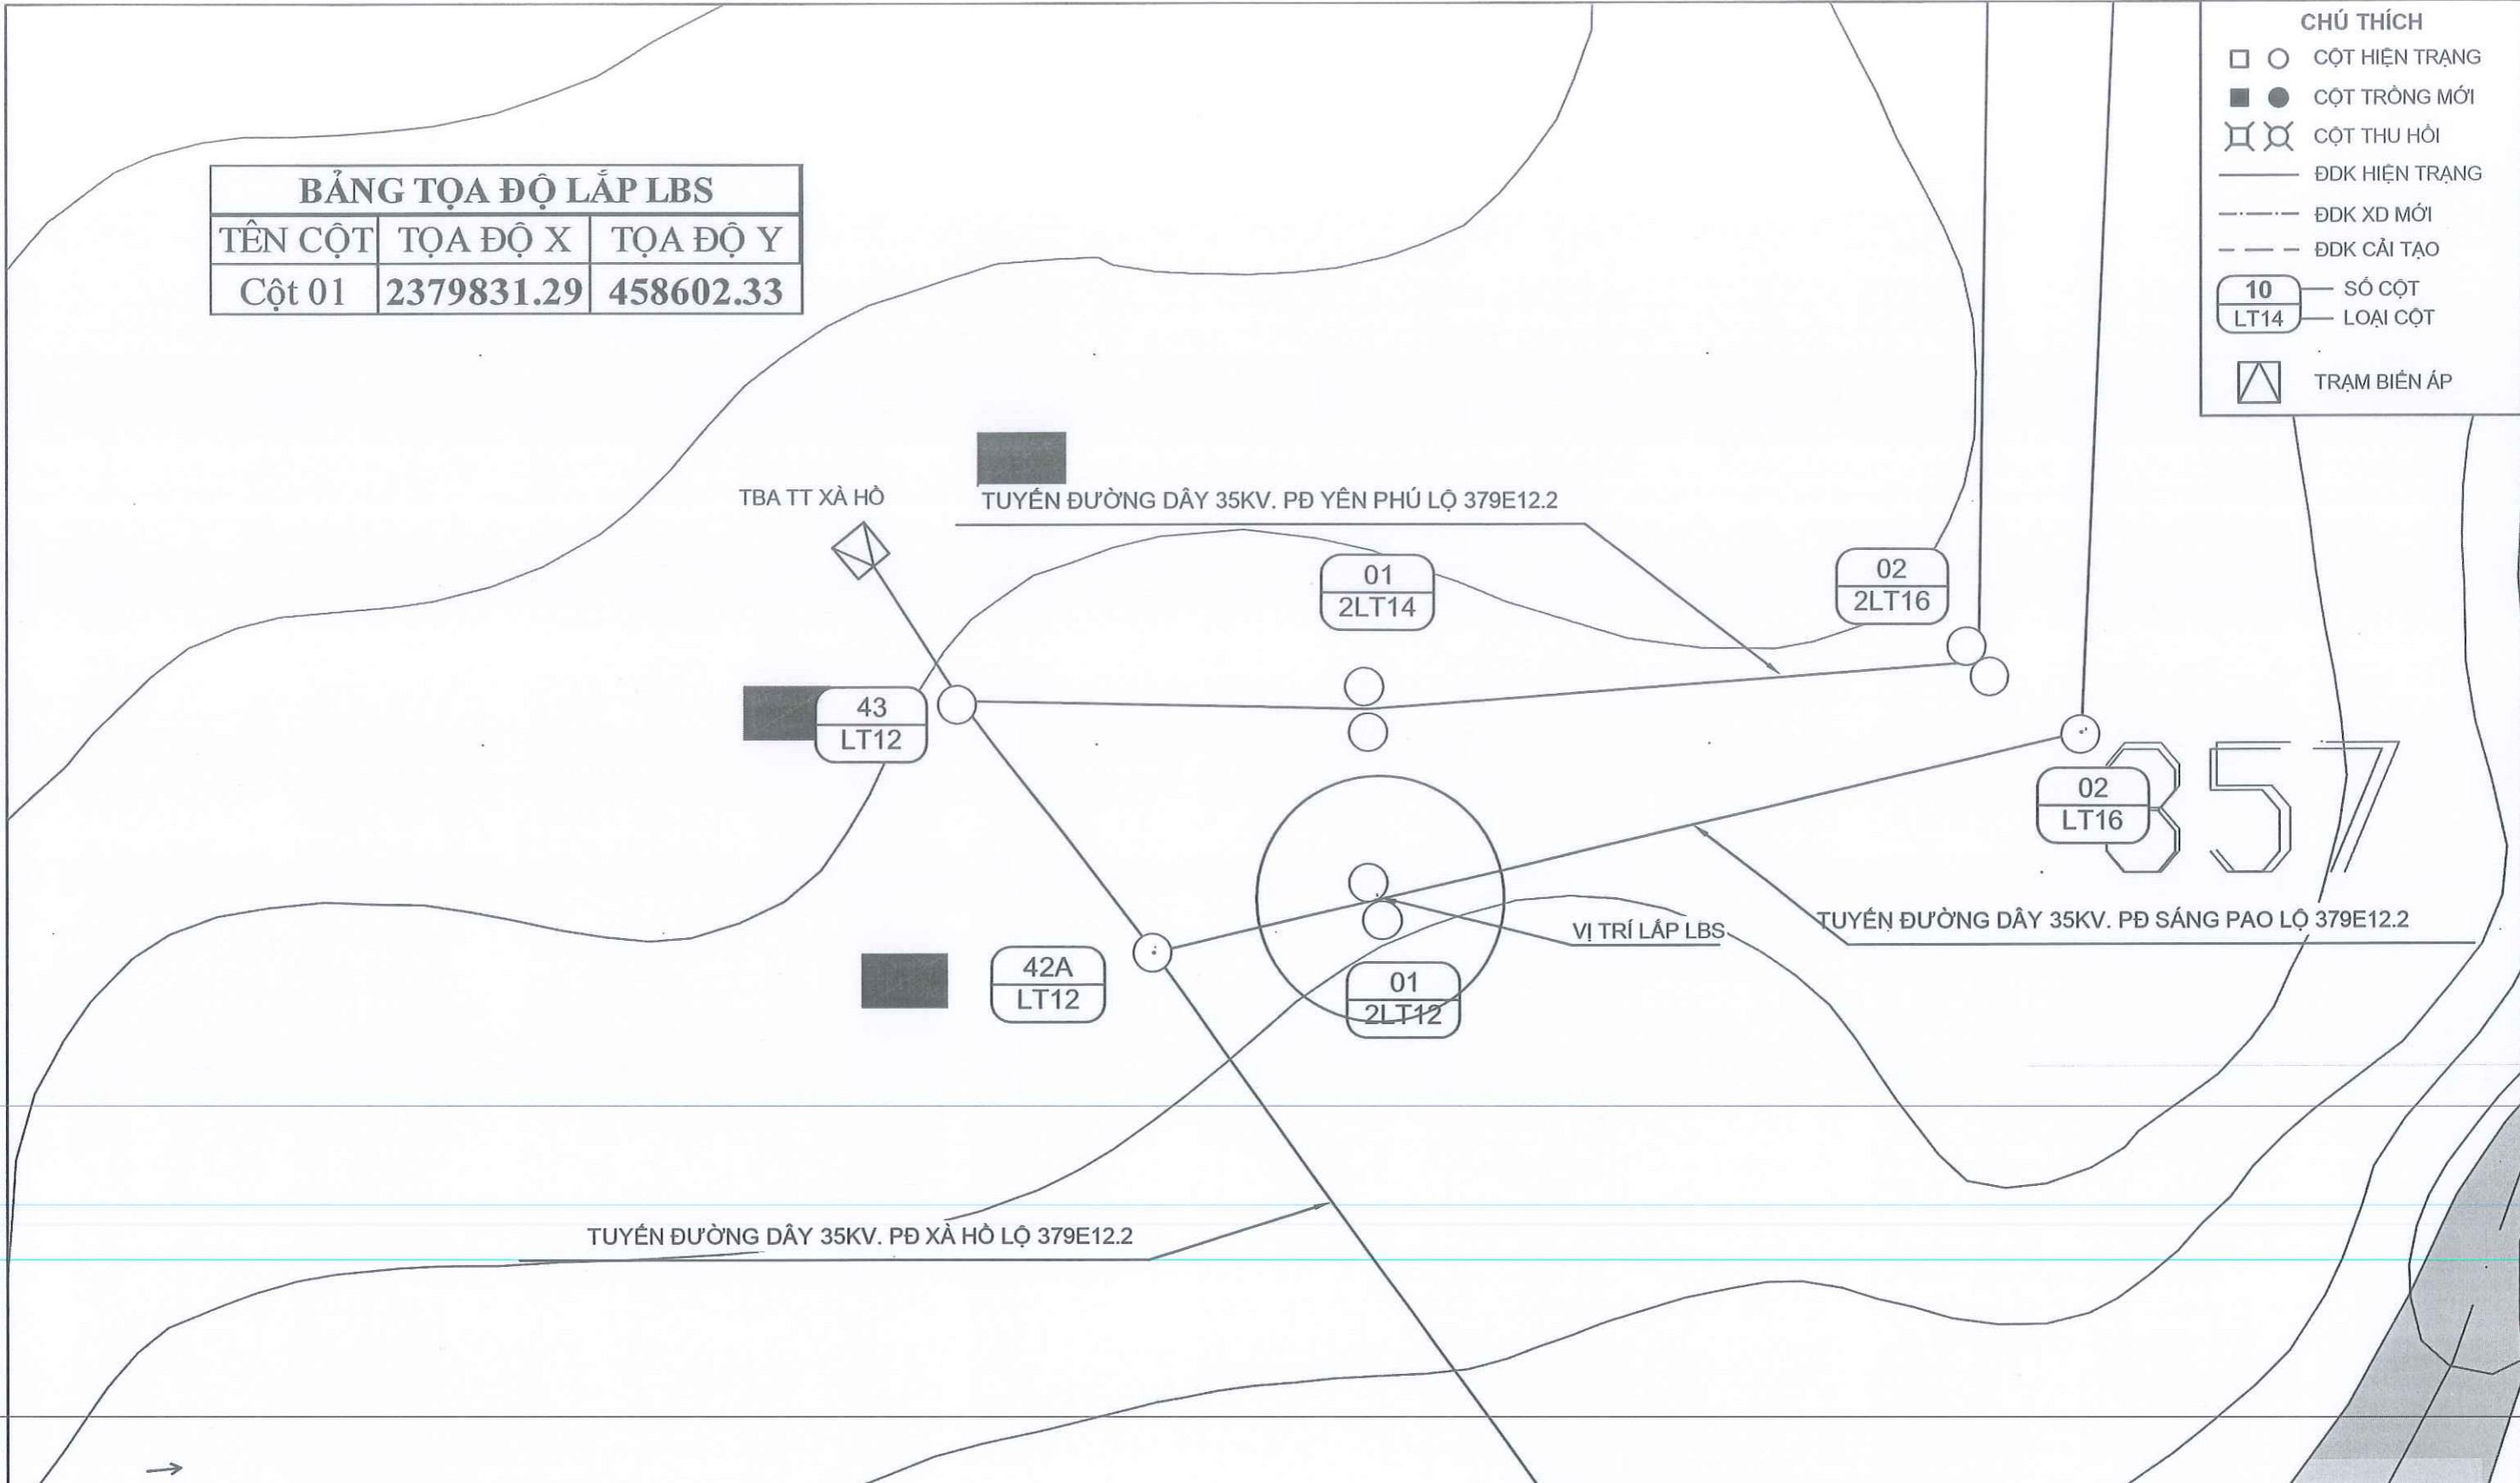 CHÚ THÍCH
CỘT HIỆN TRẠNG
CỘT TRỒNG MỚI
CỘT THU HỒI
ĐDK HIỆN TRẠNG
ĐDK XD MỚI
ĐDK CẢI TẠO
10
SỐ CỘT
LT14
LOẠI CỘT
TRẠM BIẾN ÁP
BẢNG TỌA ĐỘ LẮP LBS
TÊN CỘT TỌA ĐỘ X TỌA ĐỘ Y
Cột 01 2379831.29 458602.33
TBA TT XÀ HỒ
TUYẾN ĐƯỜNG DÂY 35KV. PĐ YÊN PHÚ LỘ 379E12.2
01
2LT14
02
2LT16
43
LT12
02
LT16
357
TUYẾN ĐƯỜNG DÂY 35KV. PĐ SÁNG PAO LỘ 379E12.2
VỊ TRÍ LẮP LBS
42A
LT12
01
2LT12
TUYẾN ĐƯỜNG DÂY 35KV. PĐ XÀ HỒ LỘ 379E12.2